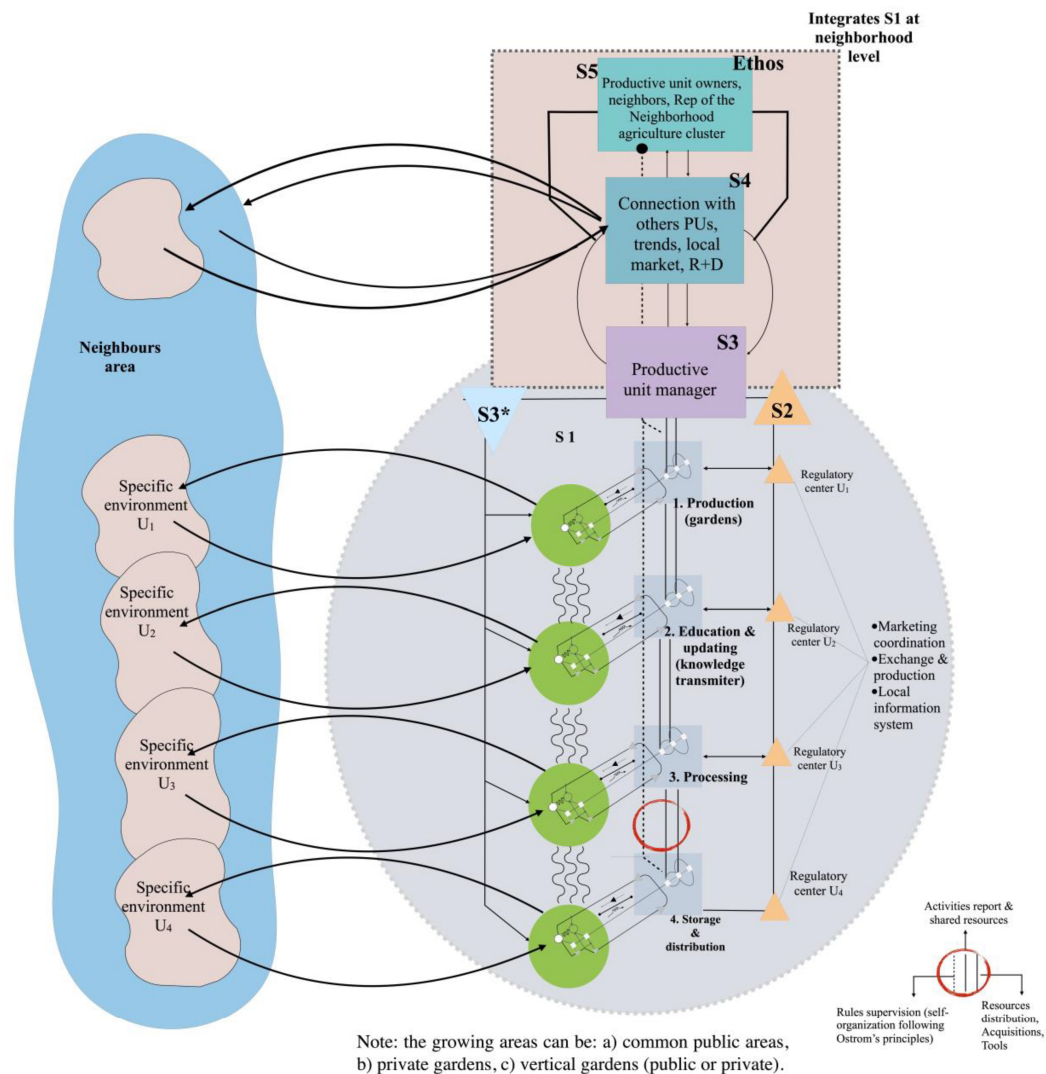 Integrates S1 at
neighborhood
level
S5
Ethos
Productive unit owners,
neighbors, Rep of the
Neighborhood
agriculture cluster
S4
Connection with
others PUs,
trends, local
market, R+D
S3
Productive
unit manager
Neighbours
area
S3*
S2
S 1
Specific
environment
U1
Specific
environment
U2
Specific
environment
U3
Specific
environment
U4
1. Production
(gardens)
2. Education &
updating
(knowledge
transmiter)
3. Processing
4. Storage
&
distribution
Regulatory
center U1
Regulatory
center U2
Regulatory
center U3
Regulatory
center U4
●Marketing
coordination
●Exchange &
production
●Local
information
system
Activities report &
shared resources
Rules supervision (self-
organization following
Ostrom's principles)
Resources
distribution,
Acquisitions,
Tools
Note: the growing areas can be: a) common public areas,
b) private gardens, c) vertical gardens (public or private).